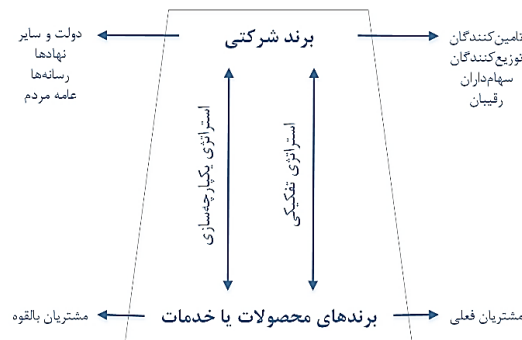 برند شرکتی
تامین‌کنندگان
توزیع‌کنندگان
سهام‌داران
رقیبان
دولت و سایر
نهادها
رسانه‌ها
عامه مردم
استراتژی تفکیکی
استراتژی یکپارچه‌سازی
مشتریان فعلی
برندهای محصولات یا خدمات
مشتریان بالقوه